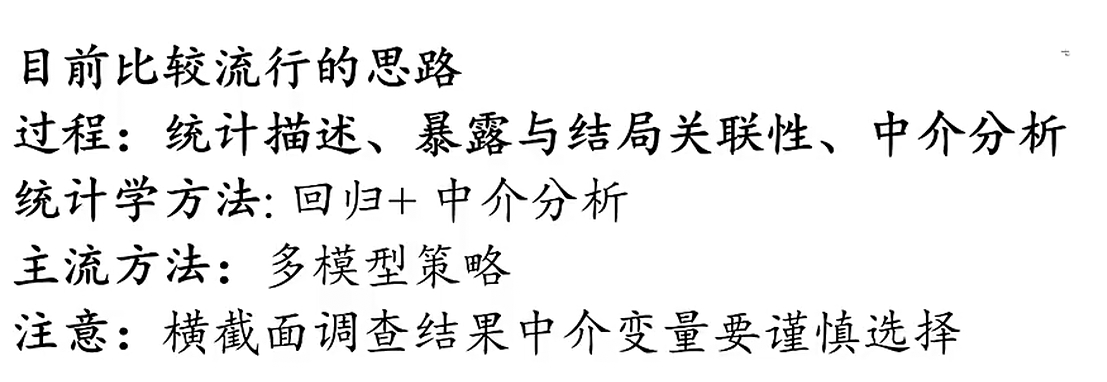 目前比较流行的思路
过程：统计描述、暴露与结局关联性、中介分析
统计学方法: 回归+ 中介分析
主流方法：多模型策略
注意：横截面调查结果中介变量要谨慎选择